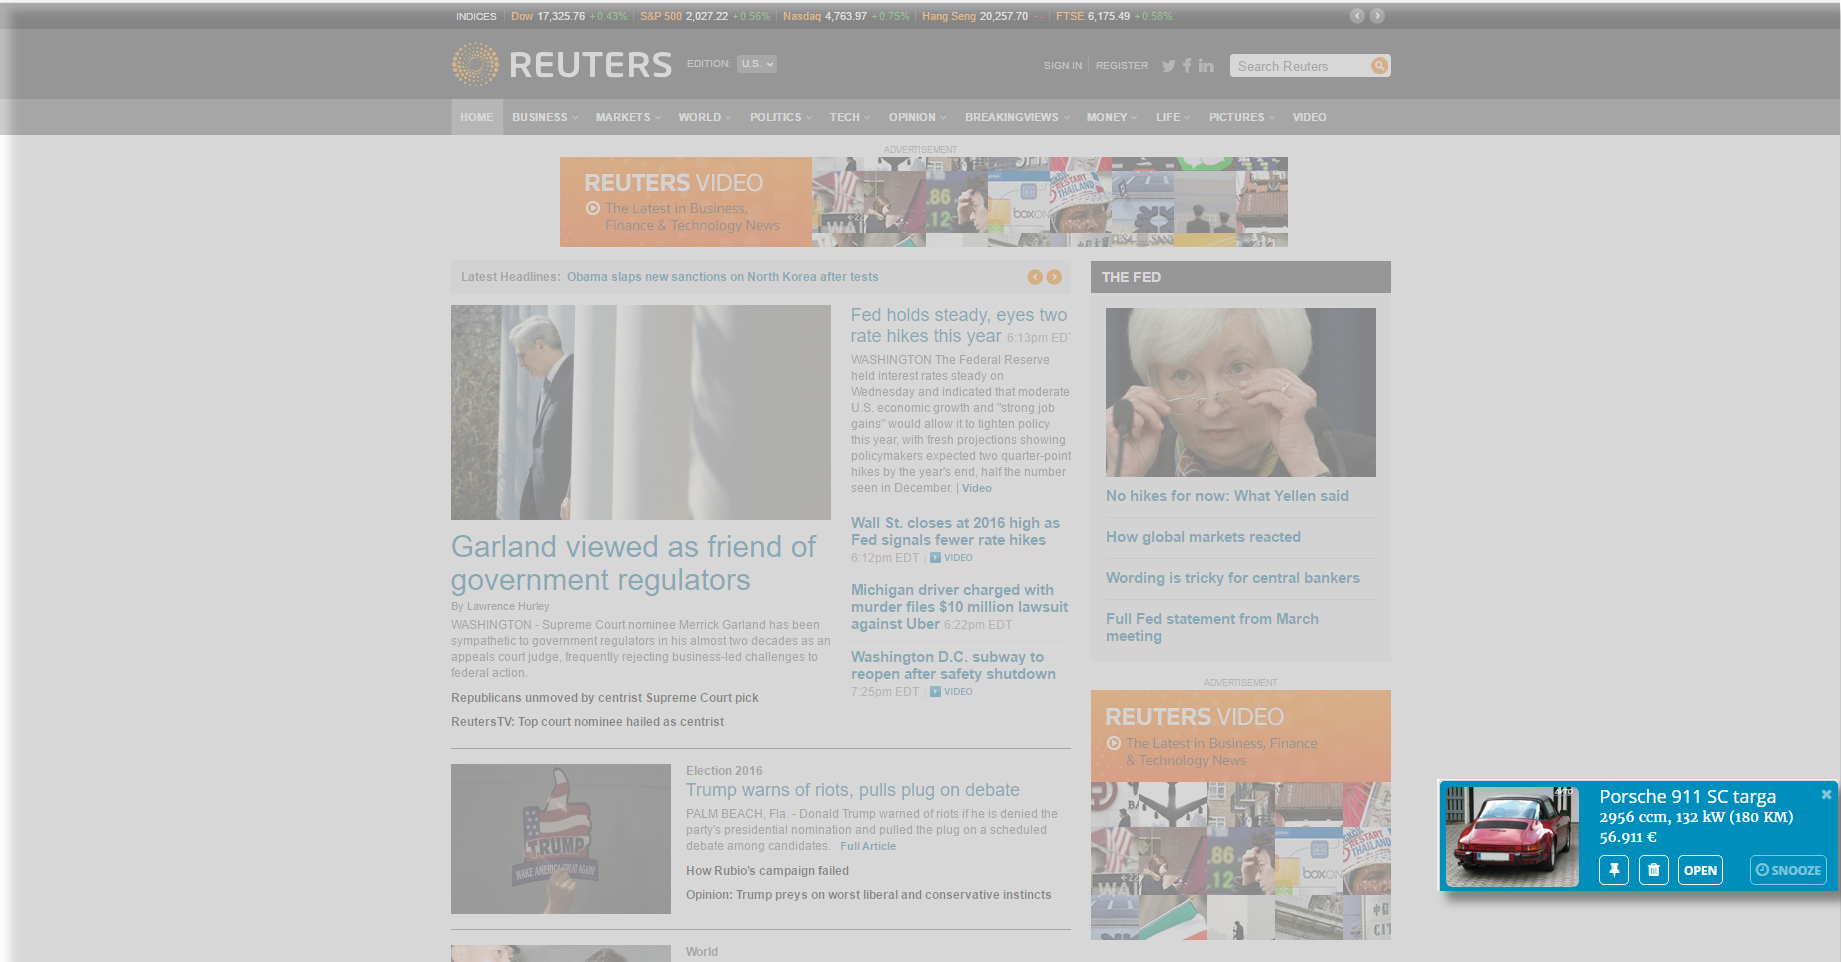 INDICES Dow 17,325.76 +0.43% S&P 500 2,027.22 +0.56% Nasdaq 4,763.97 +0.75% Hang Seng 20,257.70 -- FTSE 6,175.49 +0.58%
REUTERS EDITION: U.S. SIGN IN REGISTER Search Reuters
HOME BUSINESS MARKETS WORLD POLITICS TECH OPINION BREAKINGVIEWS MONEY LIFE PICTURES VIDEO
ADVERTISEMENT
REUTERS VIDEO
The Latest in Business,
Finance & Technology News
.86
.12
WAL
box
RESTART
THAILAND
Latest Headlines: Obama slaps new sanctions on North Korea after tests
Garland viewed as friend of
government regulators
By Lawrence Hurley
WASHINGTON - Supreme Court nominee Merrick Garland has been
sympathetic to government regulators in his almost two decades as an
appeals court judge, frequently rejecting business-led challenges to
federal action.
Republicans unmoved by centrist Supreme Court pick
ReutersTV: Top court nominee hailed as centrist
Fed holds steady, eyes two
rate hikes this year 6:13pm EDT
WASHINGTON The Federal Reserve
held interest rates steady on
Wednesday and indicated that moderate
U.S. economic growth and "strong job
gains" would allow it to tighten policy
this year, with fresh projections showing
policymakers expected two quarter-point
hikes by the year's end, half the number
seen in December. | Video
Wall St. closes at 2016 high as
Fed signals fewer rate hikes
6:12pm EDT | VIDEO
Michigan driver charged with
murder files $10 million lawsuit
against Uber 6:22pm EDT
Washington D.C. subway to
reopen after safety shutdown
7:25pm EDT | VIDEO
THE FED
No hikes for now: What Yellen said
How global markets reacted
Wording is tricky for central bankers
Full Fed statement from March
meeting
ADVERTISEMENT
REUTERS VIDEO
The Latest in Business, Finance
& Technology News
.86
.12
WAL
box
TRUMP
MAKE AMERICA GREAT AGAIN!
Election 2016
Trump warns of riots, pulls plug on debate
PALM BEACH, Fla. - Donald Trump warned of riots if he is denied the
party's presidential nomination and pulled the plug on a scheduled
debate among candidates. Full Article
How Rubio's campaign failed
Opinion: Trump preys on worst liberal and conservative instincts
World
Porsche 911 SC targa
2956 ccm, 132 kW (180 KM)
56.911 €
OPEN SNOOZE